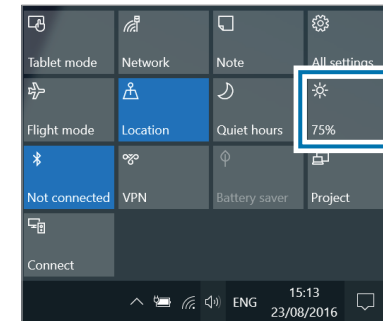 Tablet mode Network Note All settings
Flight mode Location Quiet hours 75%
Not connected VPN Battery saver Project
Connect
ENG 15:13
23/08/2016